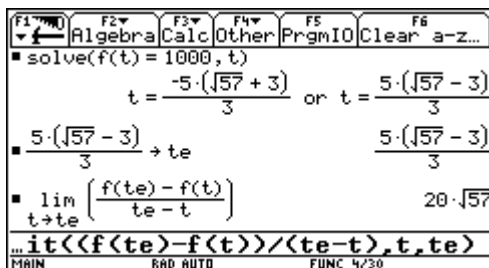 F1 F2 F3 F4 F5 F6
Algebra Calc Other PrgmIO Clear a-z…
▪ solve(f(t) = 1000, t)
t = -5·(√57 + 3)/3 or t = 5·(√57 - 3)/3
▪ 5·(√57 - 3)/3 → te 5·(√57 - 3)/3
▪ lim t→te (f(te) - f(t)/te - t) 20·√57
…it((f(te)-f(t))/(te-t),t,te)
MAIN RAD AUTO FUNC 4/30